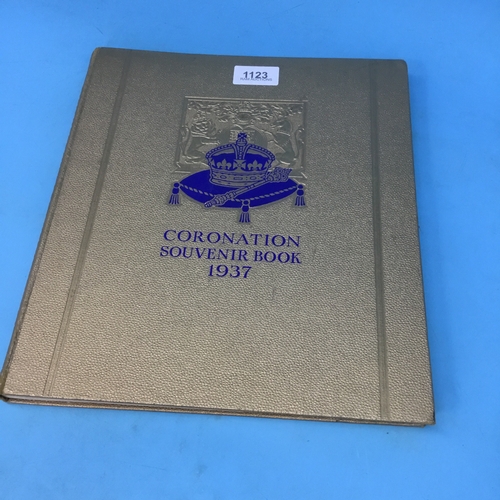 1123
CORONATION
SOUVENIR BOOK
1937